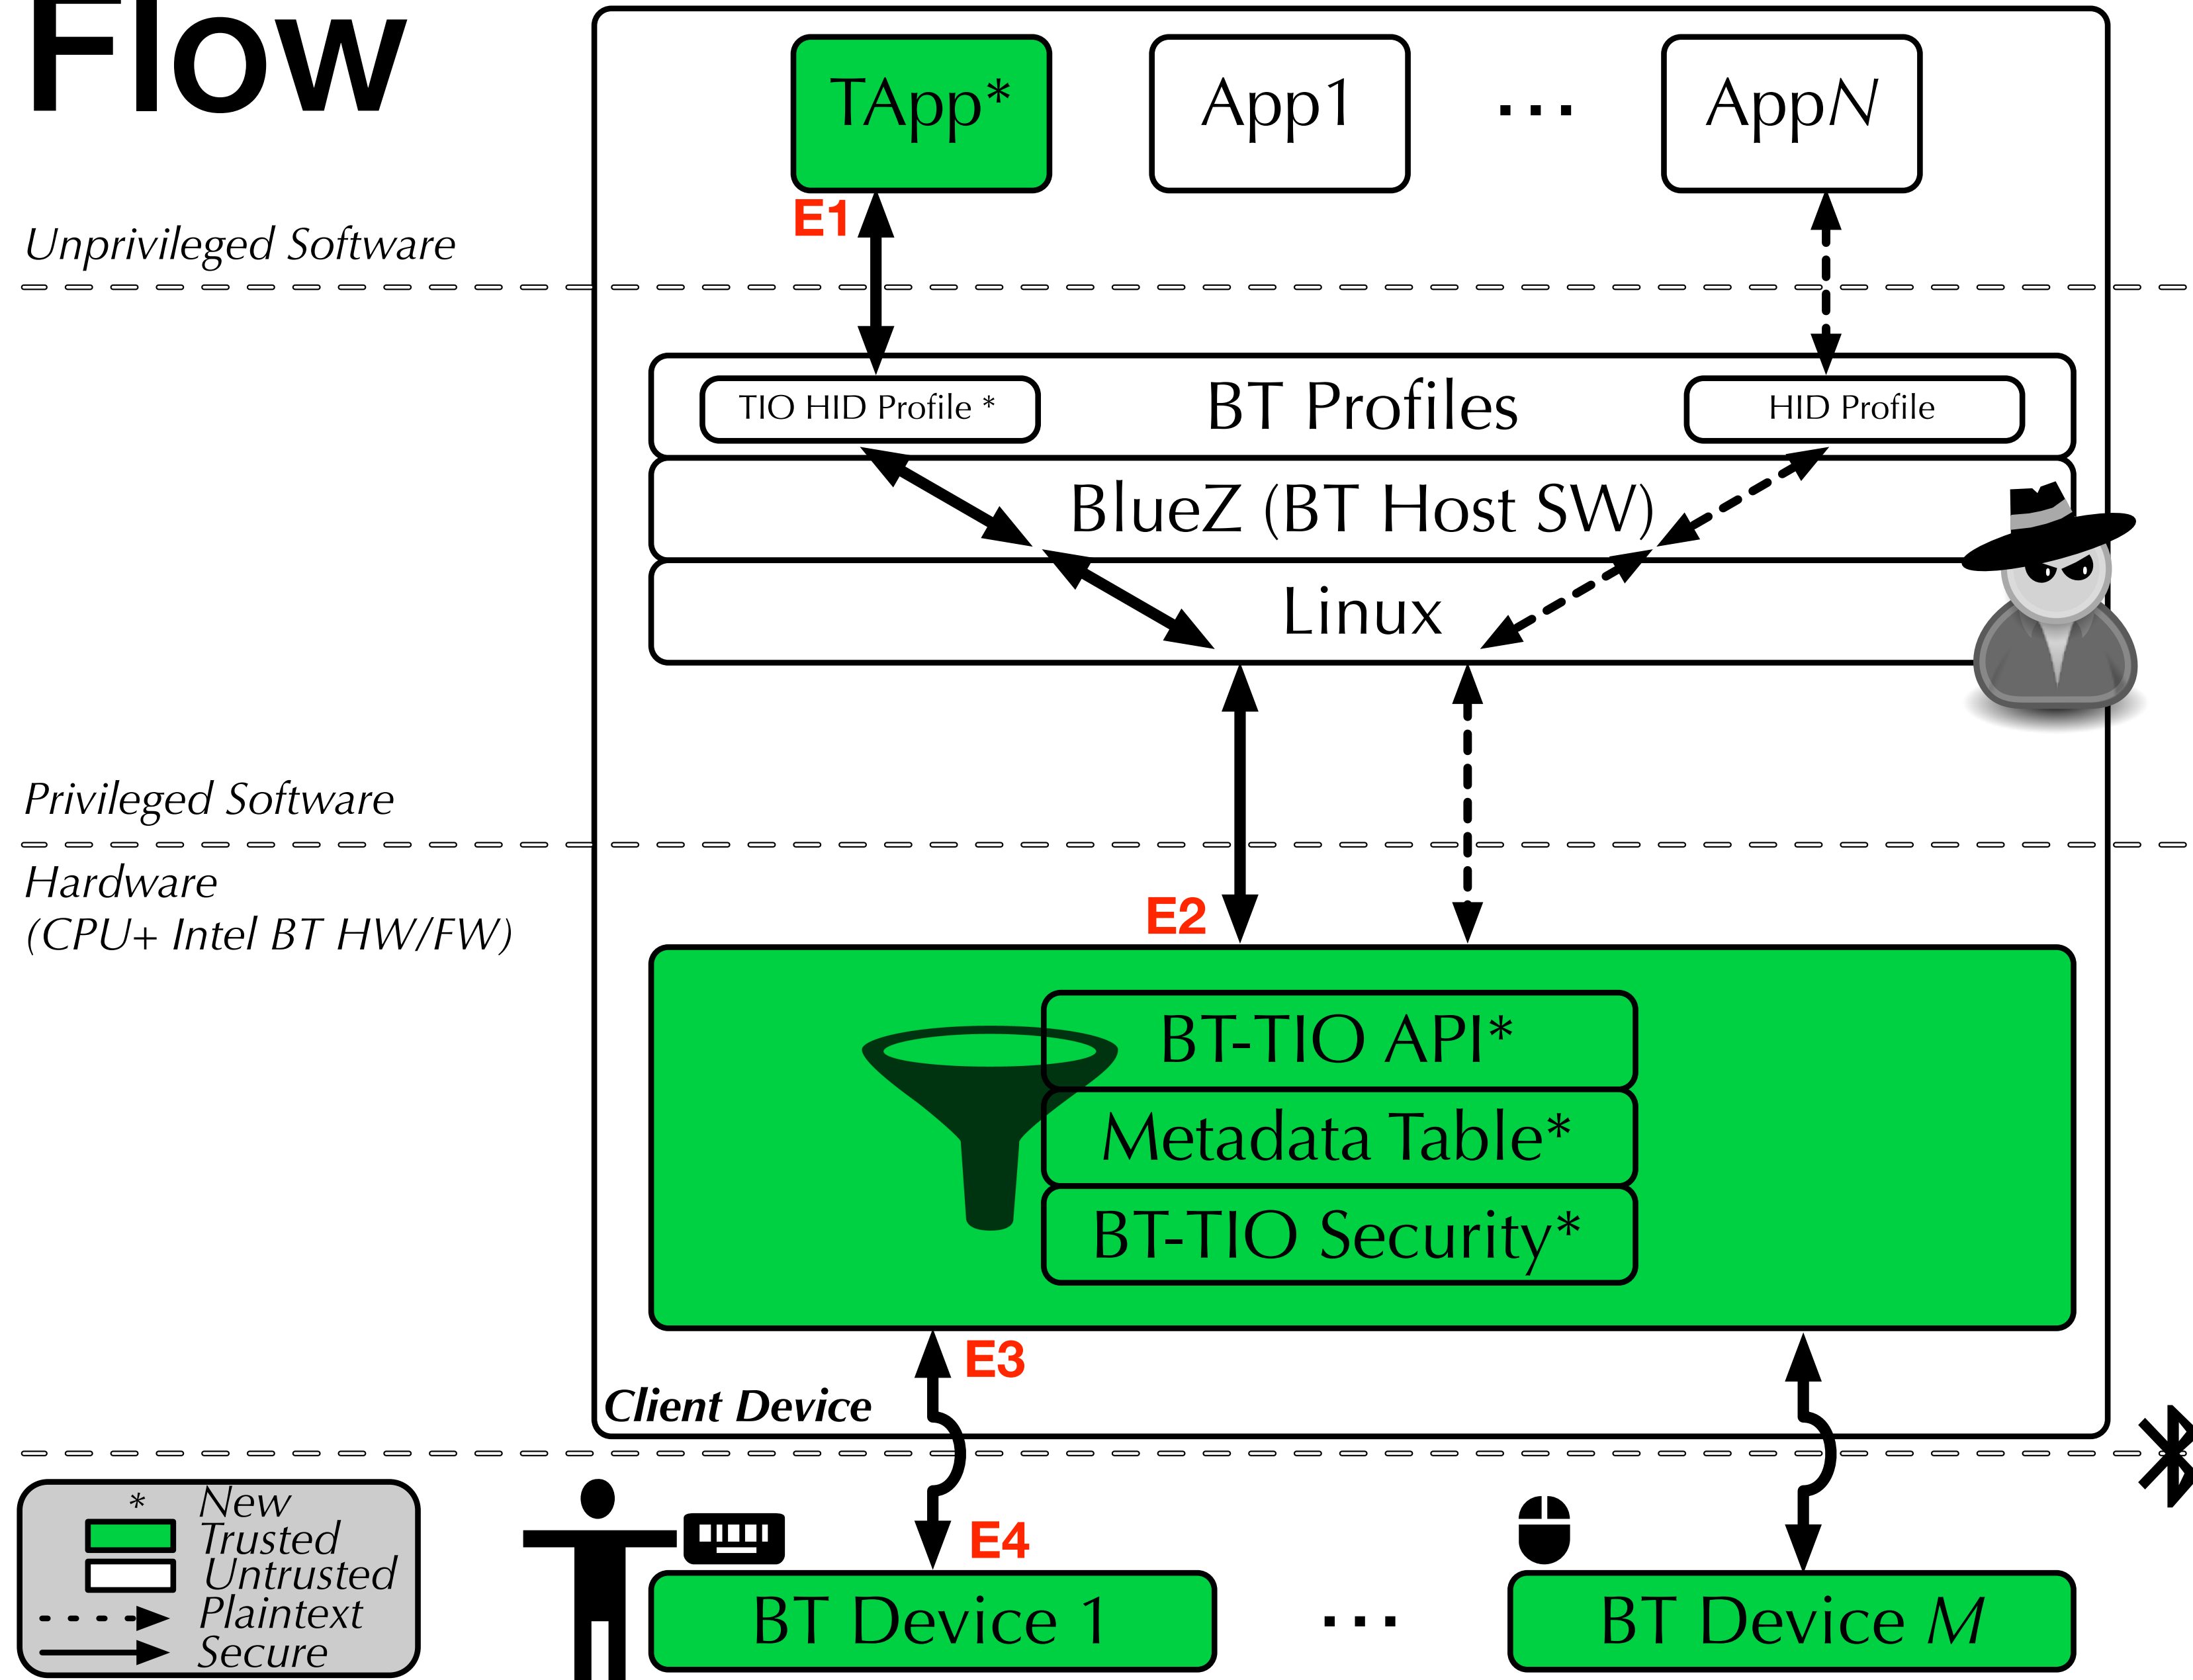 Flow
TApp*
App1
...
AppN
E1
Unprivileged Software
TIO HID Profile *
BT Profiles
HID Profile
BlueZ (BT Host SW)
Linux
Privileged Software
Hardware
(CPU+ Intel BT HW/FW)
E2
BT-TIO API*
Metadata Table*
BT-TIO Security*
E3
Client Device
* New
Trusted
Untrusted
Plaintext
Secure
E4
BT Device 1
...
BT Device M